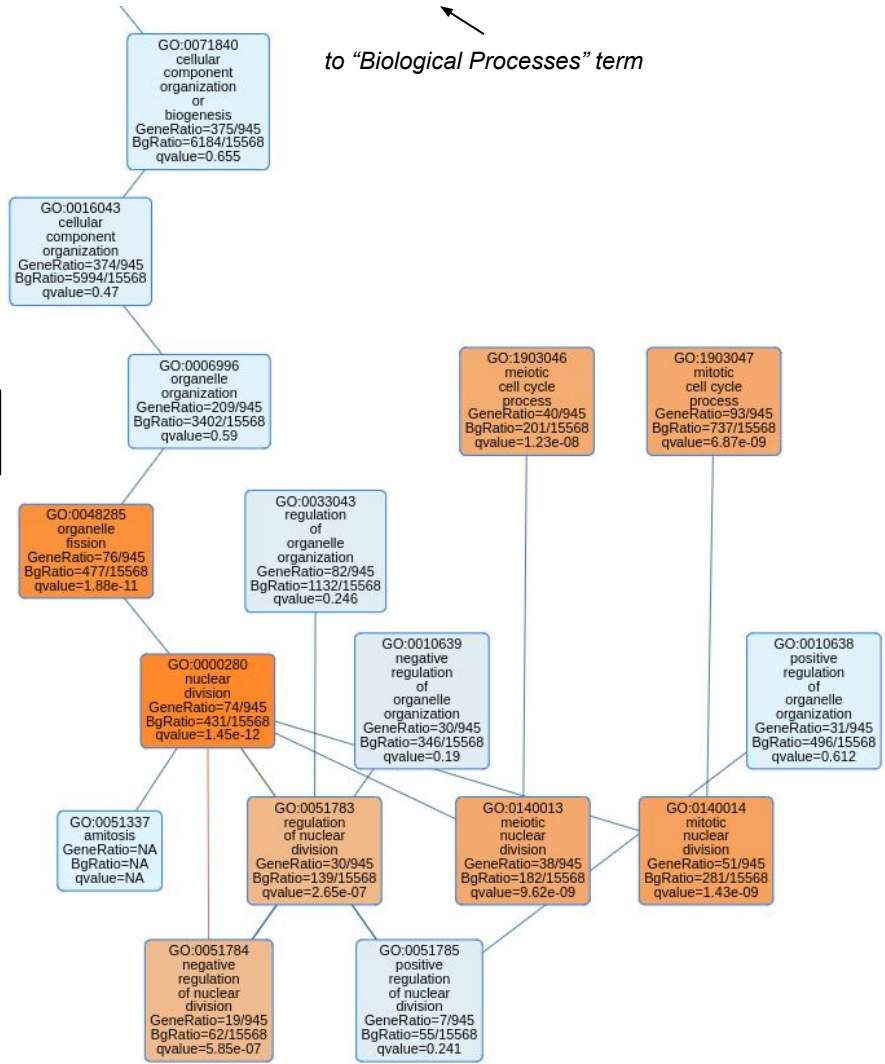 to “Biological Processes” term
GO:0071840
cellular
component
organization
or
biogenesis
GeneRatio=375/945
BgRatio=6184/15568
qvalue=0.655
GO:0016043
cellular
component
organization
GeneRatio=374/945
BgRatio=5994/15568
qvalue=0.47
GO:0006996
organelle
organization
GeneRatio=209/945
BgRatio=3402/15568
qvalue=0.59
GO:1903046
meiotic
cell cycle
process
GeneRatio=40/945
BgRatio=201/15568
qvalue=1.23e-08
GO:1903047
mitotic
cell cycle
process
GeneRatio=93/945
BgRatio=737/15568
qvalue=6.87e-09
GO:0048285
organelle
fission
GeneRatio=76/945
BgRatio=477/15568
qvalue=1.88e-11
GO:0033043
regulation
of
organelle
organization
GeneRatio=82/945
BgRatio=1132/15568
qvalue=0.246
GO:0000280
nuclear
division
GeneRatio=74/945
BgRatio=431/15568
qvalue=1.45e-12
GO:0010639
negative
regulation
of
organelle
organization
GeneRatio=30/945
BgRatio=346/15568
qvalue=0.19
GO:0010638
positive
regulation
of
organelle
organization
GeneRatio=31/945
BgRatio=496/15568
qvalue=0.612
GO:0051337
amitosis
GeneRatio=NA
BgRatio=NA
qvalue=NA
GO:0051783
regulation
of nuclear
division
GeneRatio=30/945
BgRatio=139/15568
qvalue=2.65e-07
GO:0140013
meiotic
nuclear
division
GeneRatio=38/945
BgRatio=182/15568
qvalue=9.62e-09
GO:0140014
mitotic
nuclear
division
GeneRatio=51/945
BgRatio=281/15568
qvalue=1.43e-09
GO:0051784
negative
regulation
of nuclear
division
GeneRatio=19/945
BgRatio=62/15568
qvalue=5.85e-07
GO:0051785
positive
regulation
of nuclear
division
GeneRatio=7/945
BgRatio=55/15568
qvalue=0.241